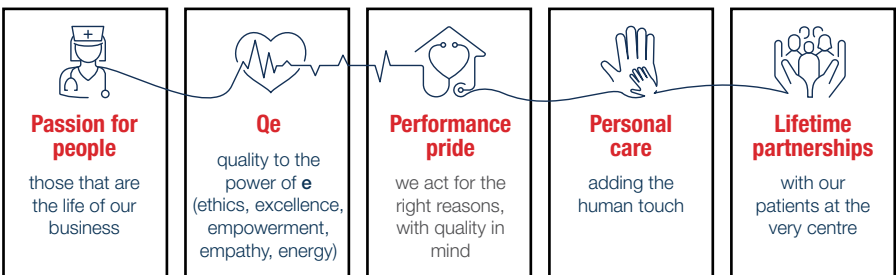 Passion for
people
those that are
the life of our
business
Qe
quality to the
power of e
(ethics, excellence,
empowerment,
empathy, energy)
Performance
pride
we act for the
right reasons,
with quality in
mind
Personal
care
adding the
human touch
Lifetime
partnerships
with our
patients at the
very centre